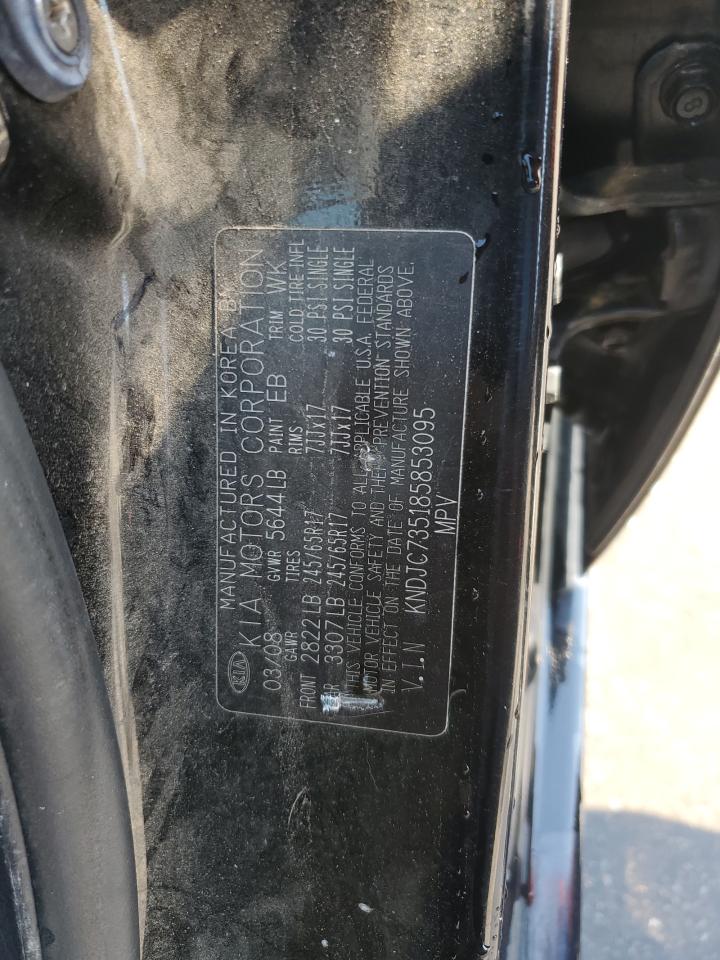 KIA MANUFACTURED IN KOREA BY
KIA MOTORS CORPORATION
03/08 GVWR 5644LB PAINT EB TRIM WK
GAWR TIRES RIMS COLD TIRE INFL
FRONT 2822LB 245/65R17 7JJx17 30 PSI SINGLE
RR 3307LB 245/65R17 7JJx17 30 PSI SINGLE
THIS VEHICLE CONFORMS TO ALL APPLICABLE U.S.A. FEDERAL
MOTOR VEHICLE SAFETY AND THEFT PREVENTION STANDARDS
IN EFFECT ON THE DATE OF MANUFACTURE SHOWN ABOVE.
V.I.N KNDJC735185853095
MPV
8